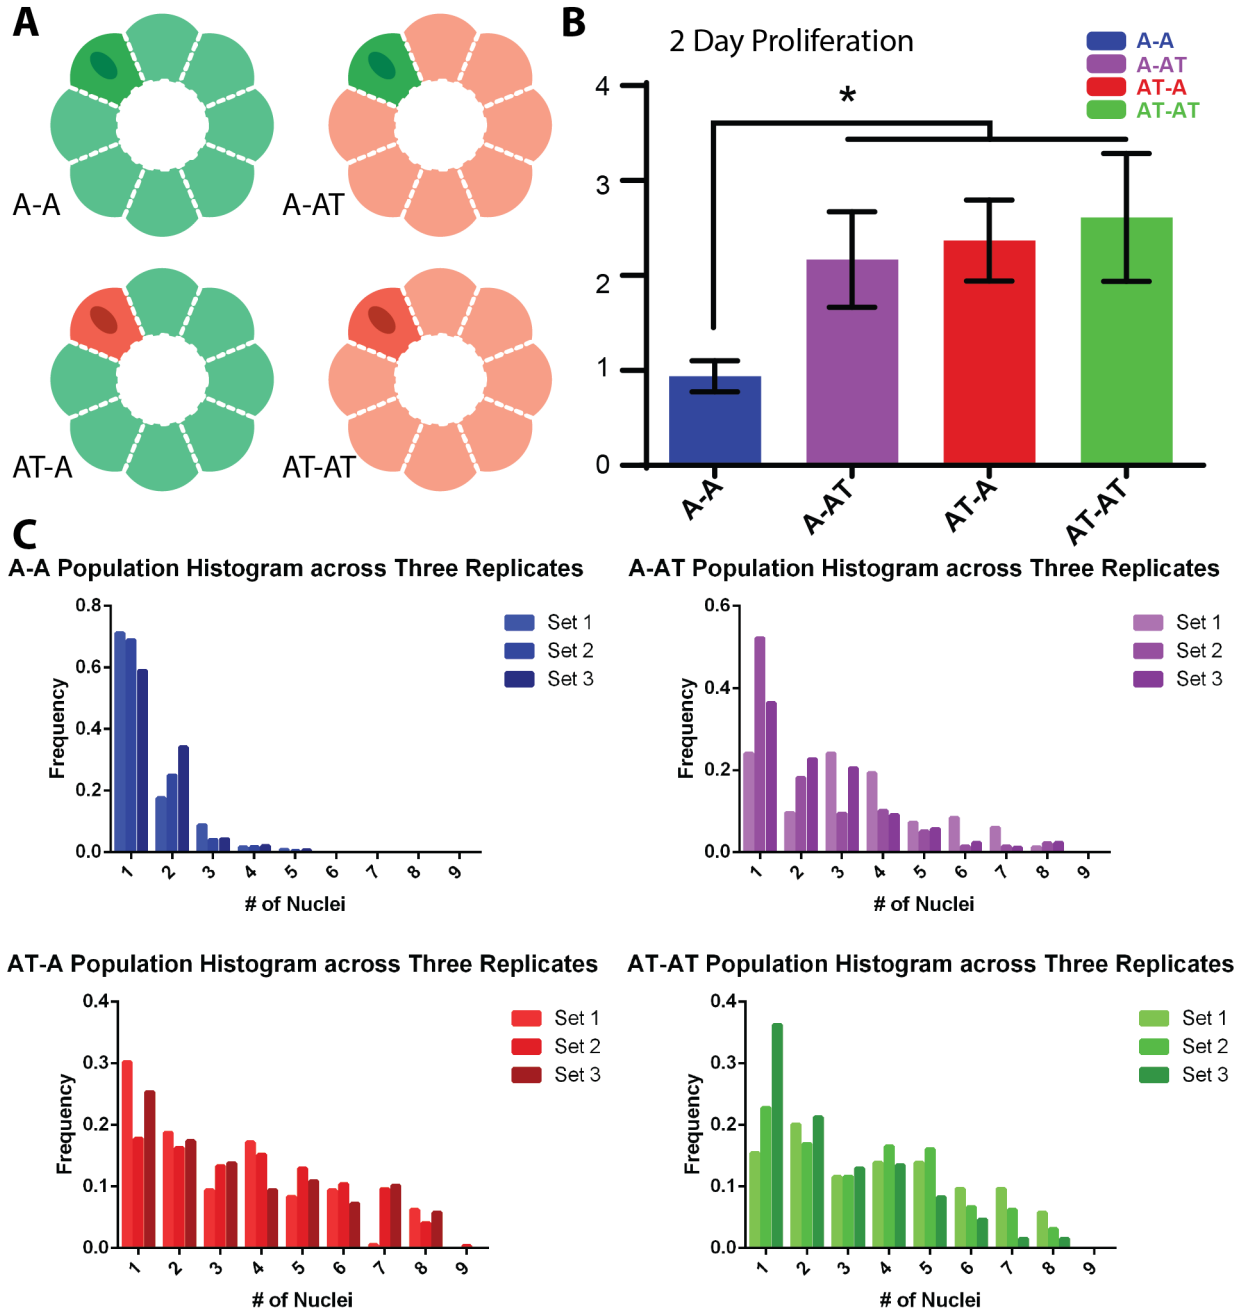 A
A-A
A-AT
AT-A
AT-AT
B
2 Day Proliferation
A-A
A-AT
AT-A
AT-AT
*
4
3
2
1
0
A-A
A-AT
AT-A
AT-AT
C
A-A Population Histogram across Three Replicates
Set 1
Set 2
Set 3
0.8
0.6
0.4
0.2
0.0
Frequency
1 2 3 4 5 6 7 8 9
# of Nuclei
A-AT Population Histogram across Three Replicates
Set 1
Set 2
Set 3
0.6
0.4
0.2
0.0
Frequency
1 2 3 4 5 6 7 8 9
# of Nuclei
AT-A Population Histogram across Three Replicates
Set 1
Set 2
Set 3
0.4
0.3
0.2
0.1
0.0
Frequency
1 2 3 4 5 6 7 8 9
# of Nuclei
AT-AT Population Histogram across Three Replicates
Set 1
Set 2
Set 3
0.4
0.3
0.2
0.1
0.0
Frequency
1 2 3 4 5 6 7 8 9
# of Nuclei